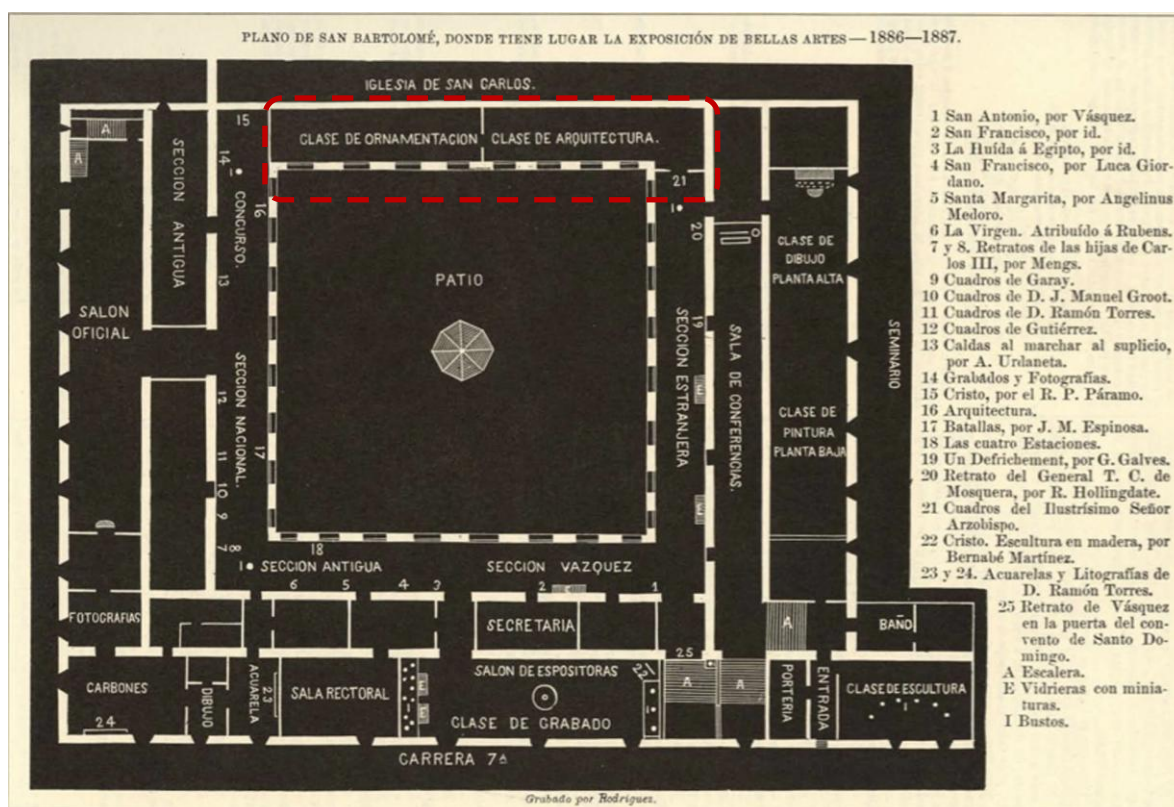 PLANO DE SAN BARTOLOMÉ, DONDE TIENE LUGAR LA EXPOSICIÓN DE BELLAS ARTES — 1886—1887.
IGLESIA DE SAN CARLOS.
15
CLASE DE ORNAMENTACION
CLASE DE ARQUITECTURA.
A
A
SECCION ANTIGUA
14
I
CONCURSO.
16
13
21
I
20
SALON
OFICIAL
PATIO
CLASE DE
DIBUJO
PLANTA ALTA
19
SECCION ESTRANJERA
SALA DE CONFERENCIAS.
SEMINARIO
SECCION NACIONAL.
12
11
10
9
17
E
E
CLASE DE
PINTURA
PLANTA BAJA
7
8
I
18
SECCION ANTIGUA
SECCION VAZQUEZ
6
5
4
3
2
E
1
FOTOGRAFIAS
SECRETARIA
A
BAÑO
25
CARBONES
24
DIBUJO
ACUARELA
23
SALA RECTORAL
I
E
E
SALON DE ESPOSITORAS
CLASE DE GRABADO
22
I
A
A
PORTERIA
ENTRADA
CLASE DE ESCULTURA
I
CARRERA 7ª
1 San Antonio, por Vásquez.
2 San Francisco, por id.
3 La Huída á Egipto, por id.
4 San Francisco, por Luca Gior-
dano.
5 Santa Margarita, por Angelinus
Medoro.
6 La Virgen. Atribuído á Rubens.
7 y 8. Retratos de las hijas de Car-
los III, por Mengs.
9 Cuadros de Garay.
10 Cuadros de D. J. Manuel Groot.
11 Cuadros de D. Ramón Torres.
12 Cuadros de Gutiérrez.
13 Caldas al marchar al suplicio,
por A. Urdaneta.
14 Grabados y Fotografías.
15 Cristo, por el R. P. Páramo.
16 Arquitectura.
17 Batallas, por J. M. Espinosa.
18 Las cuatro Estaciones.
19 Un Defrichement, por G. Galves.
20 Retrato del General T. C. de
Mosquera, por R. Hollingdate.
21 Cuadros del Ilustrísimo Señor
Arzobispo.
22 Cristo. Escultura en madera, por
Bernabé Martínez.
23 y 24. Acuarelas y Litografías de
D. Ramón Torres.
25 Retrato de Vásquez
en la puerta del con-
vento de Santo Do-
mingo.
A Escalera.
E Vidrieras con minia-
turas.
I Bustos.
Grabado por Rodríguez.